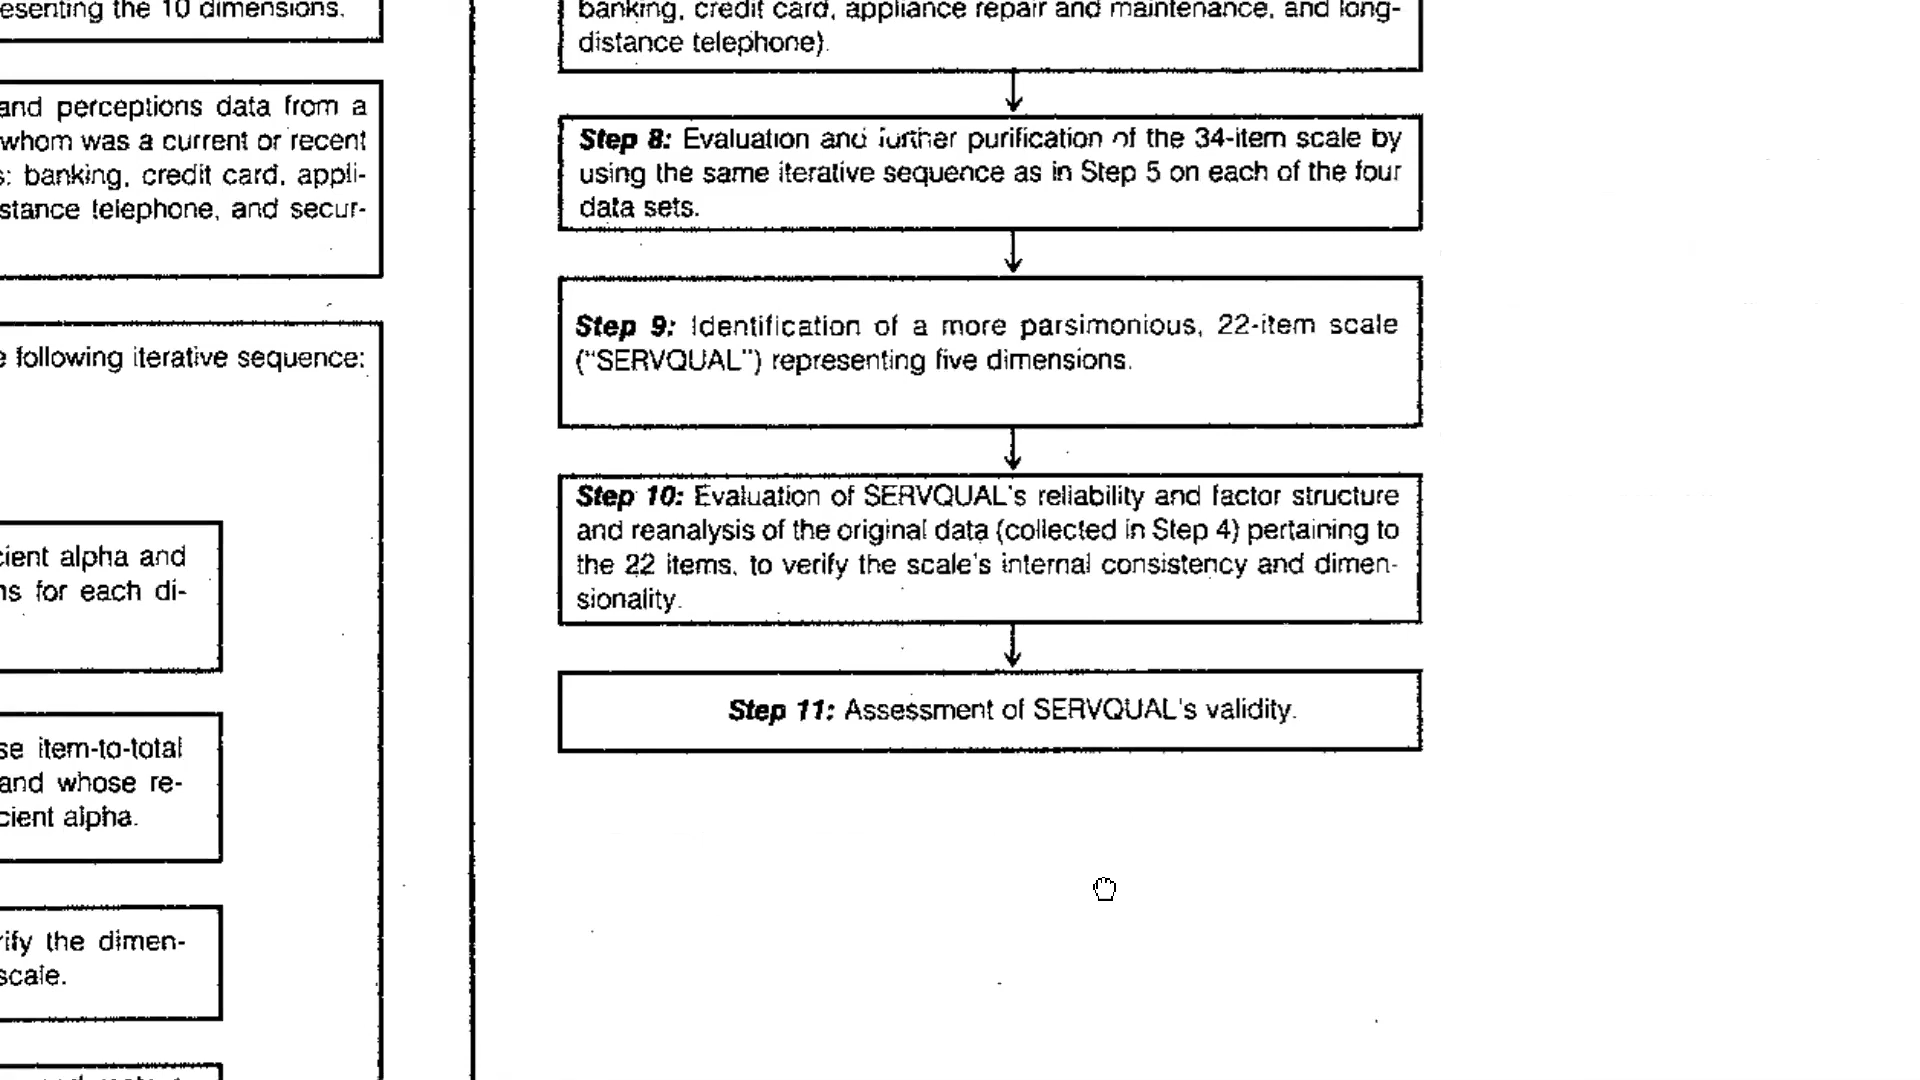 esenting the 10 dimensions.
and perceptions data from a
whom was a current or recent
s: banking, credit card, appli-
stance telephone, and secur-
e following iterative sequence:
cient alpha and
ns for each di-
se item-to-total
and whose re-
cient alpha.
rify the dimen-
scale.
banking, credit card, appliance repair and maintenance, and long-
distance telephone).
Step 8: Evaluation and further purification of the 34-item scale by
using the same iterative sequence as in Step 5 on each of the four
data sets.
Step 9: Identification of a more parsimonious, 22-item scale
("SERVQUAL") representing five dimensions.
Step 10: Evaluation of SERVQUAL's reliability and factor structure
and reanalysis of the original data (collected in Step 4) pertaining to
the 22 items, to verify the scale's internal consistency and dimen-
sionality.
Step 11: Assessment of SERVQUAL's validity.